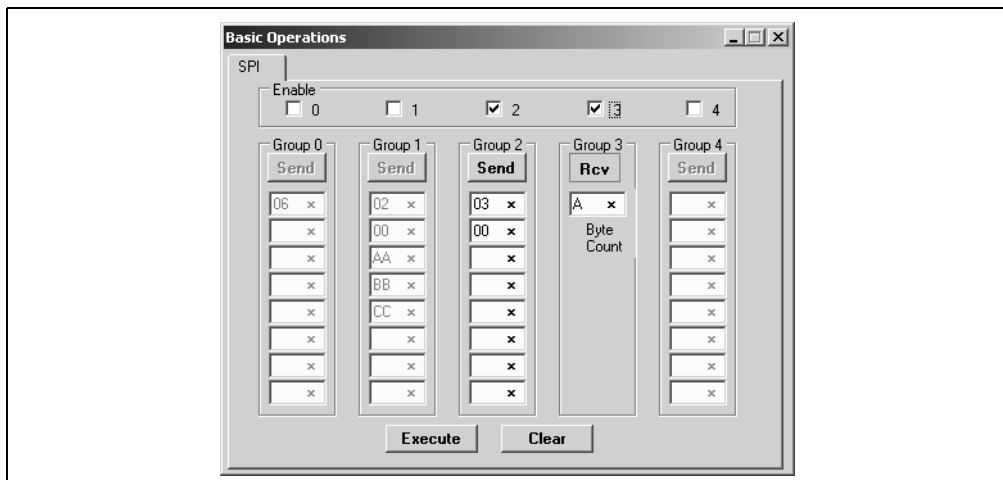 Basic Operations
SPI
Enable
0 1 2 3 4
Group 0 Group 1 Group 2 Group 3 Group 4
Send Send Send Rcv Send
06 x 02 x 03 x A x x
x 00 x 00 x Byte x
Count
x AA x x x
x BB x x x
x CC x x x
x x x x
x x x x
x x x x
Execute Clear